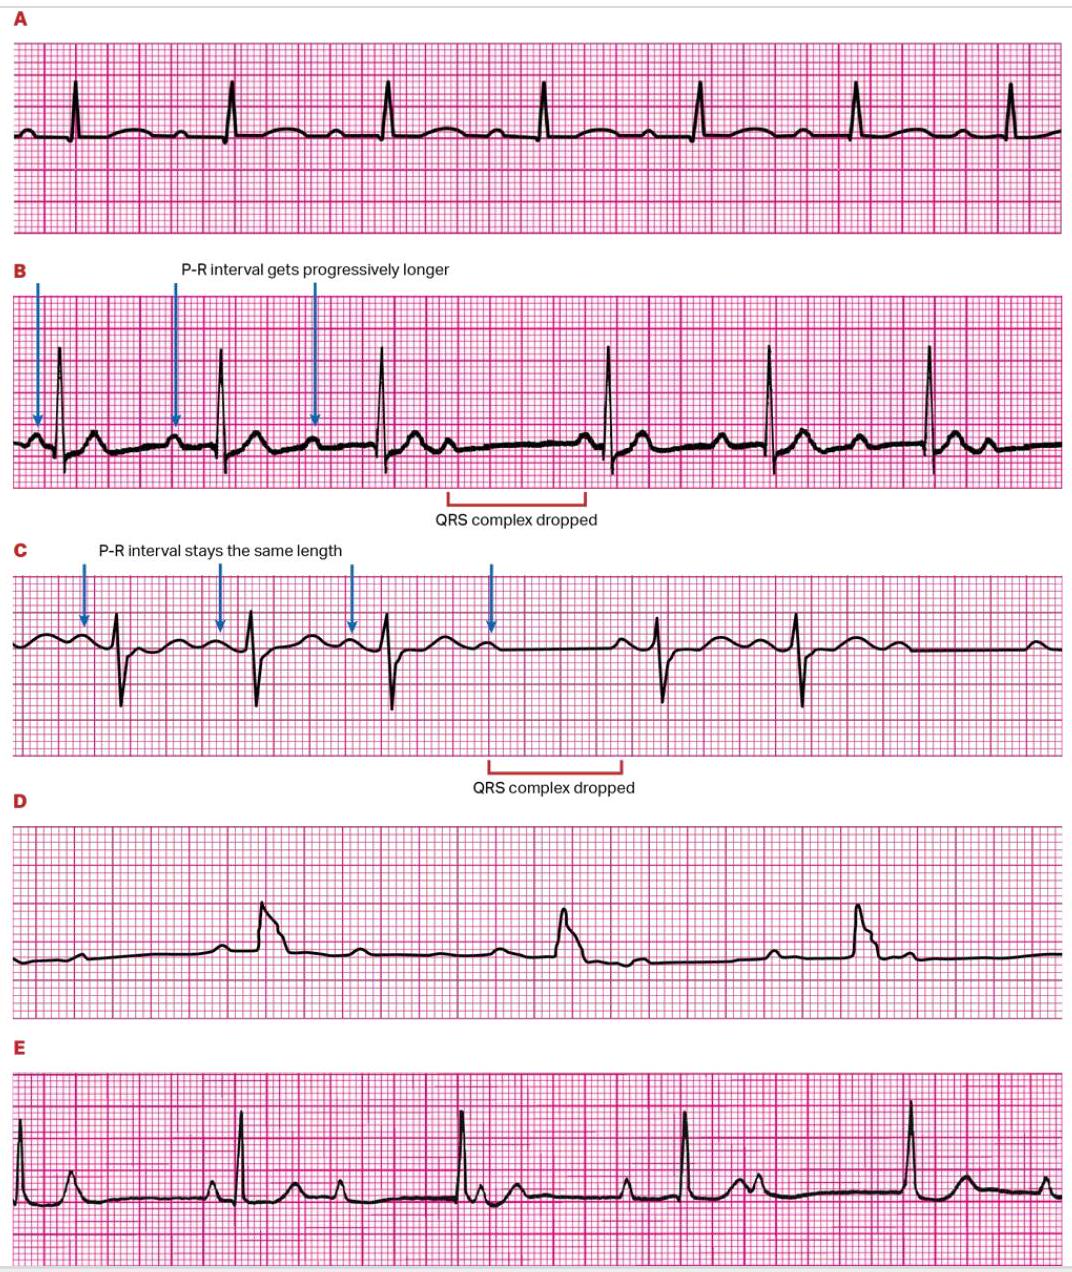 A
B
P-R interval gets progressively longer
QRS complex dropped
C
P-R interval stays the same length
QRS complex dropped
D
E